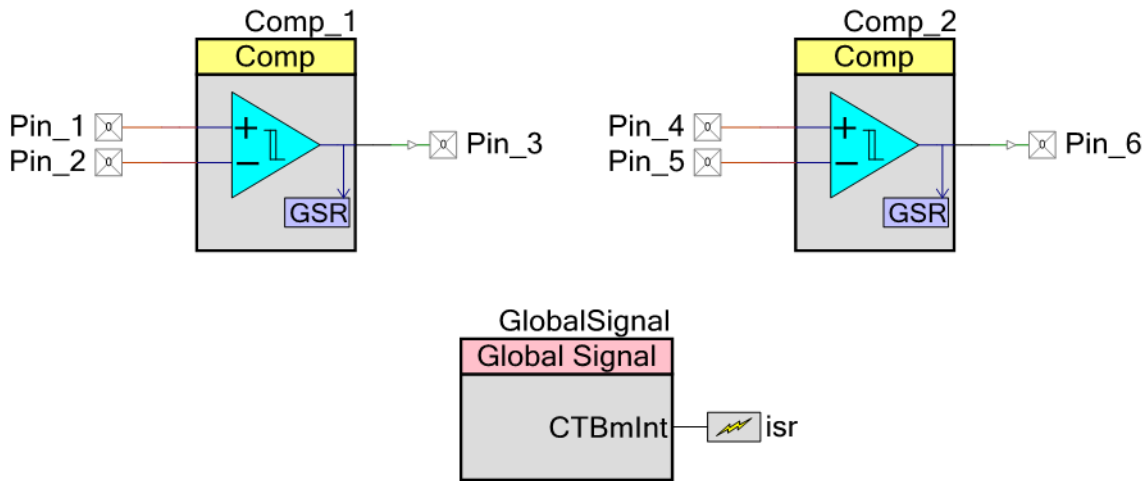 Comp_1
Comp
Pin_1
+
Pin_2
−
Pin_3
GSR
Comp_2
Comp
Pin_4
+
Pin_5
−
Pin_6
GSR
GlobalSignal
Global Signal
CTBmInt
isr